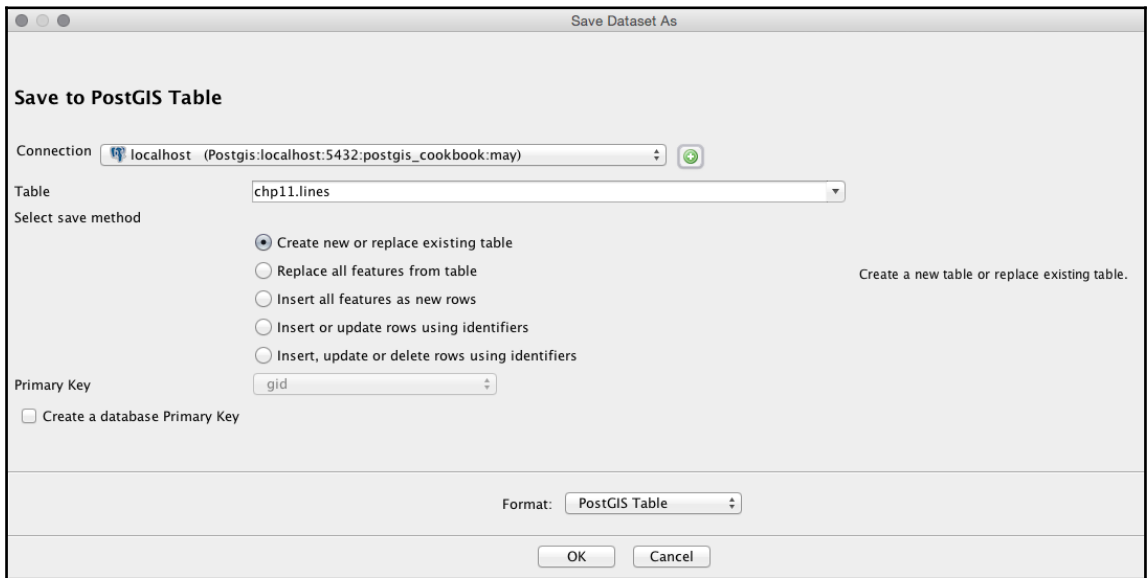 Save Dataset As
Save to PostGIS Table
Connection localhost (Postgis:localhost:5432:postgis_cookbook:may)
Table chp11.lines
Select save method
Create new or replace existing table
Replace all features from table
Create a new table or replace existing table.
Insert all features as new rows
Insert or update rows using identifiers
Insert, update or delete rows using identifiers
Primary Key gid
Create a database Primary Key
Format: PostGIS Table
OK Cancel